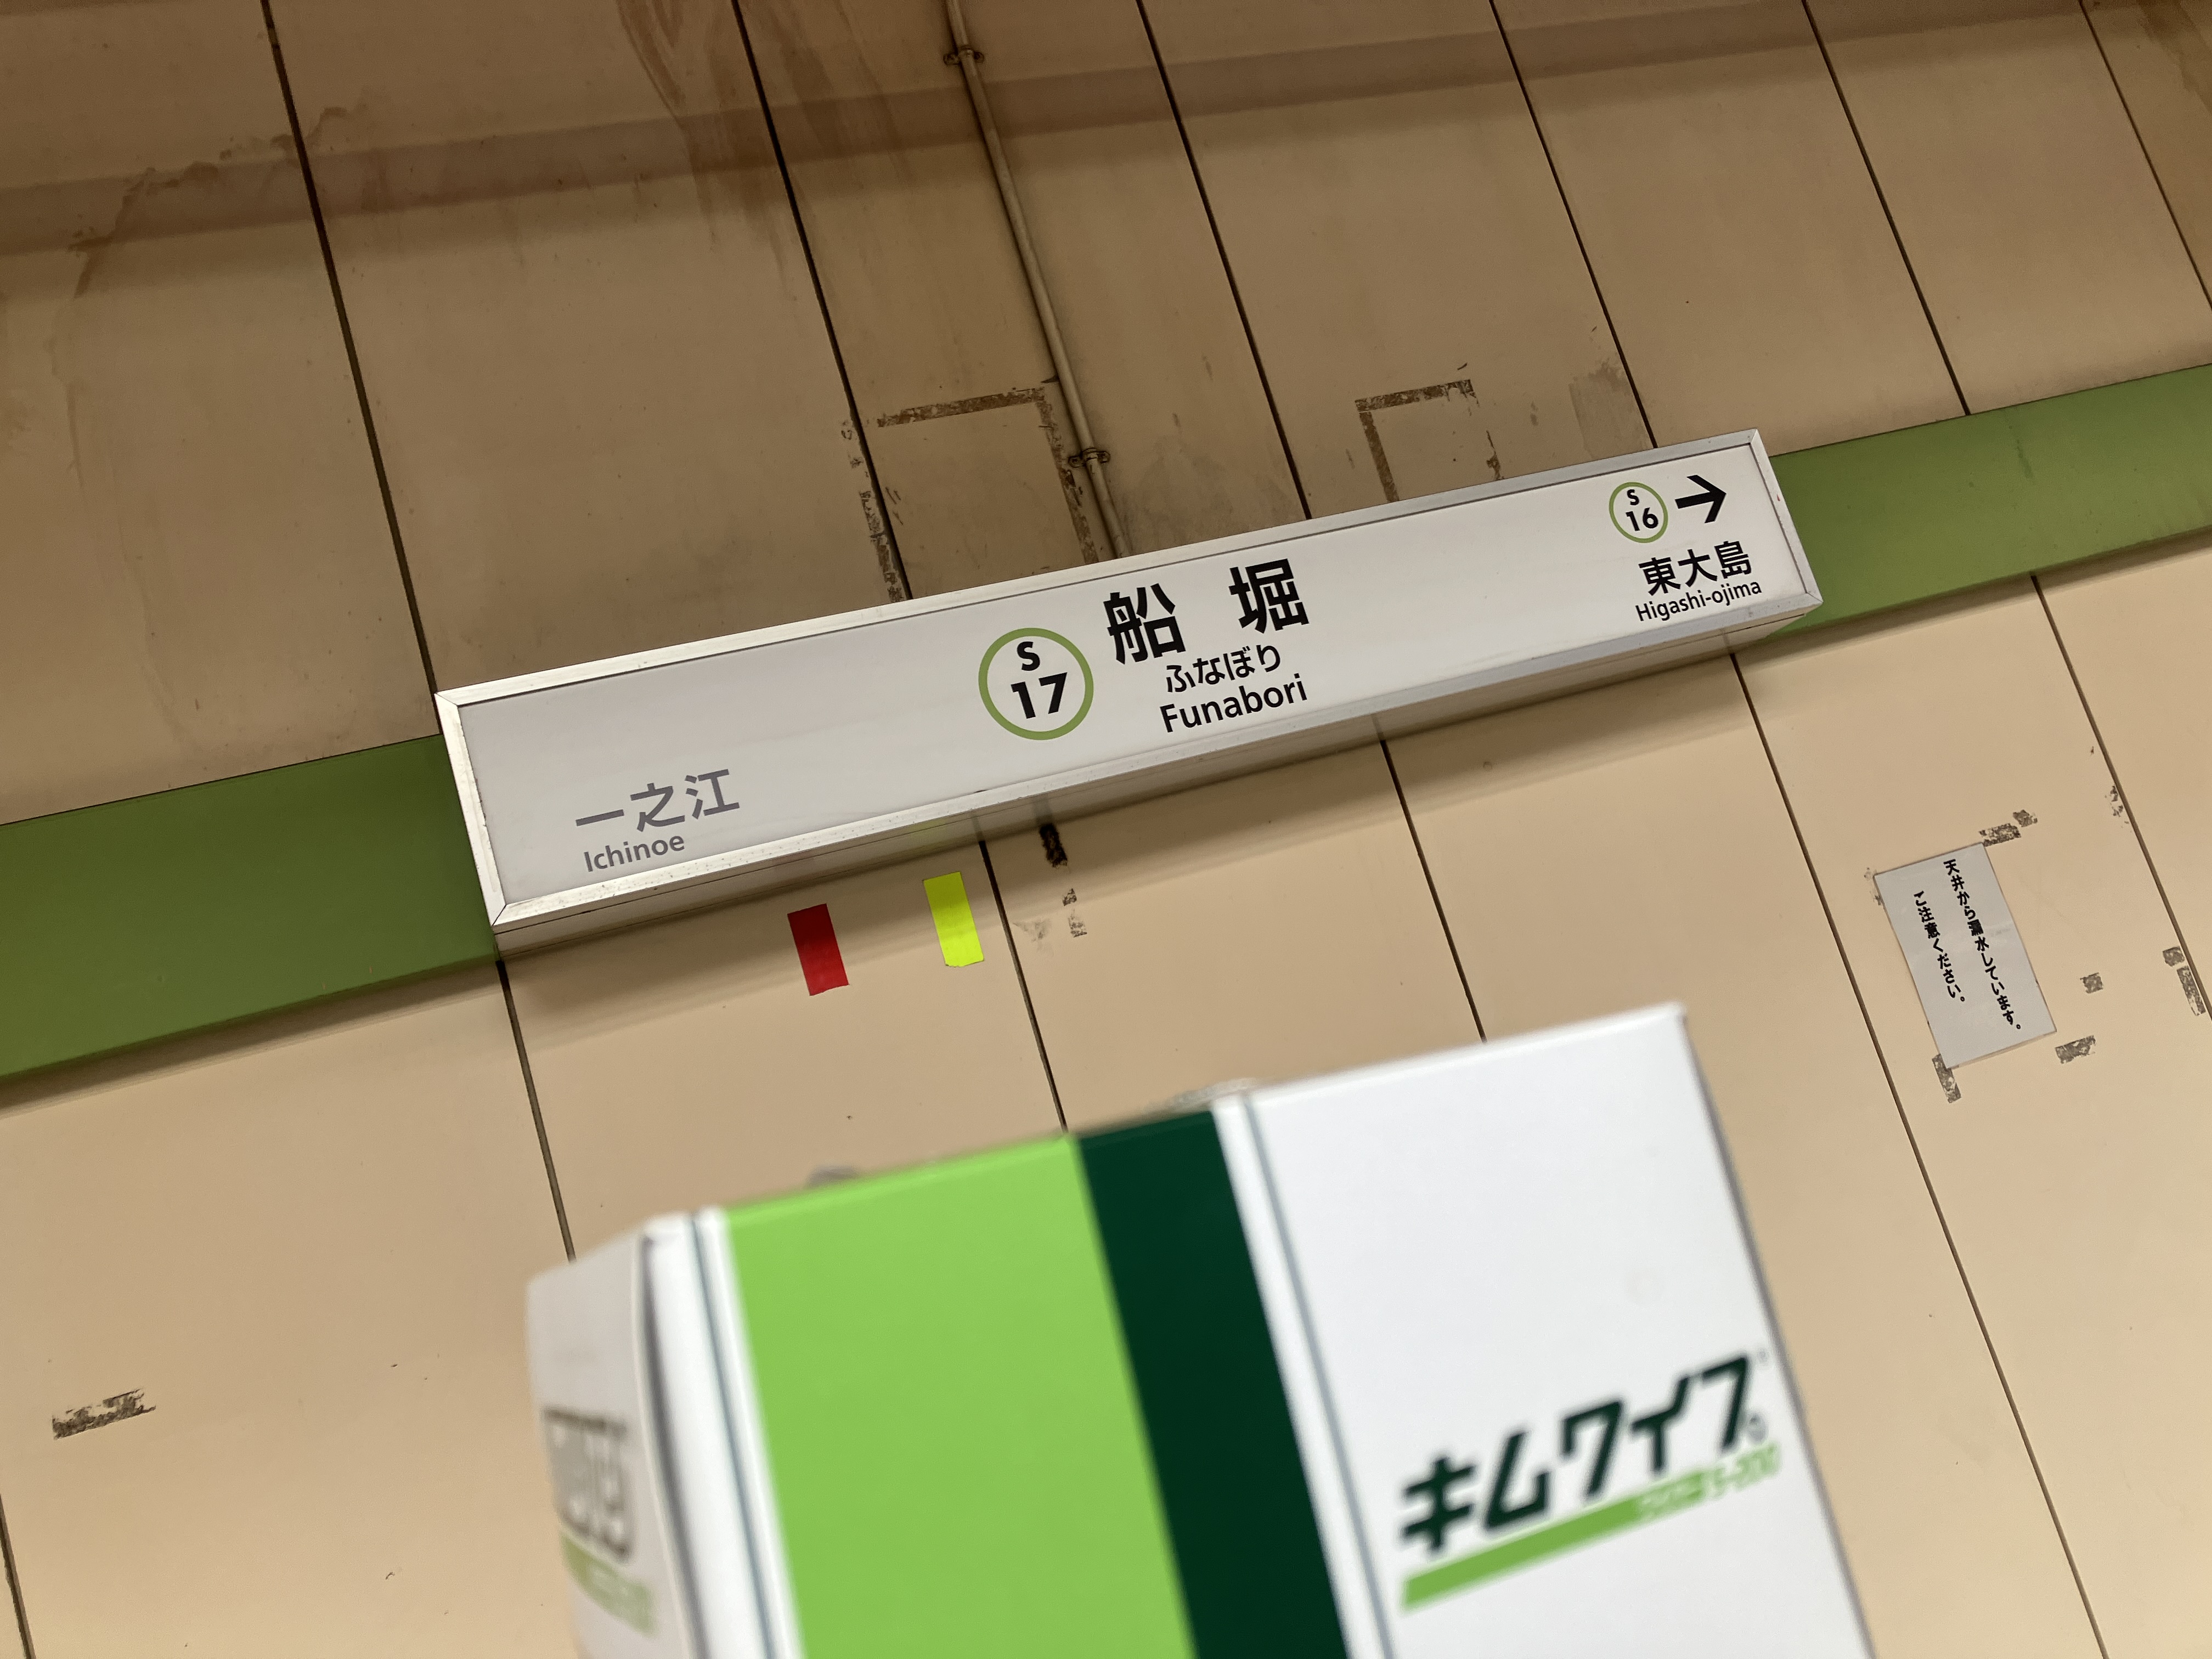 S
16
→
東大島
Higashi-ojima
S
17
船堀
ふなぼり
Funabori
一之江
Ichinoe
天井から漏水しています。
ご注意ください。
キムワイプ
S-200